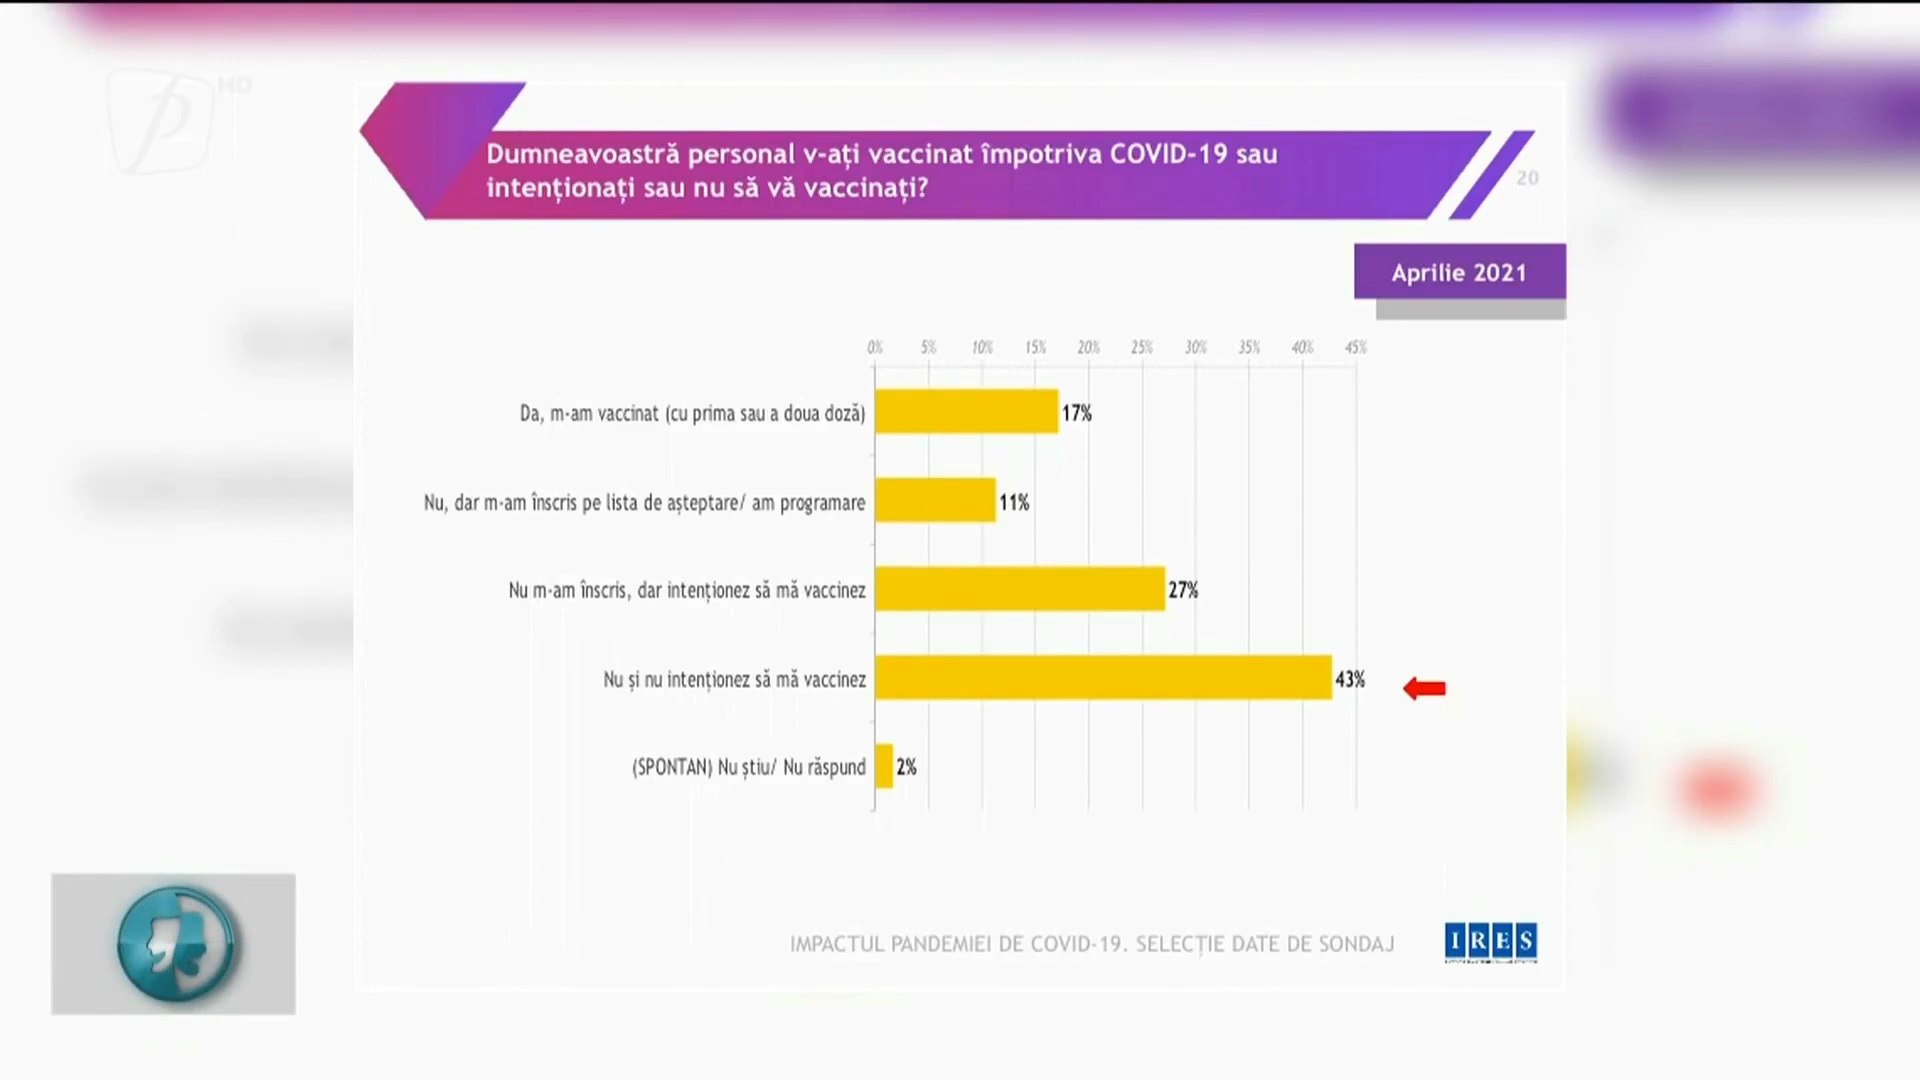 HD
Dumneavoastră personal v-ați vaccinat împotriva COVID-19 sau
intenționați sau nu să vă vaccinați?
20
Aprilie 2021
0% 5% 10% 15% 20% 25% 30% 35% 40% 45%
Da, m-am vaccinat (cu prima sau a doua doză) 17%
Nu, dar m-am înscris pe lista de așteptare/ am programare 11%
Nu m-am înscris, dar intenționez să mă vaccinez 27%
Nu și nu intenționez să mă vaccinez 43%
(SPONTAN) Nu știu/ Nu răspund 2%
IMPACTUL PANDEMIEI DE COVID-19. SELECȚIE DATE DE SONDAJ
IRES